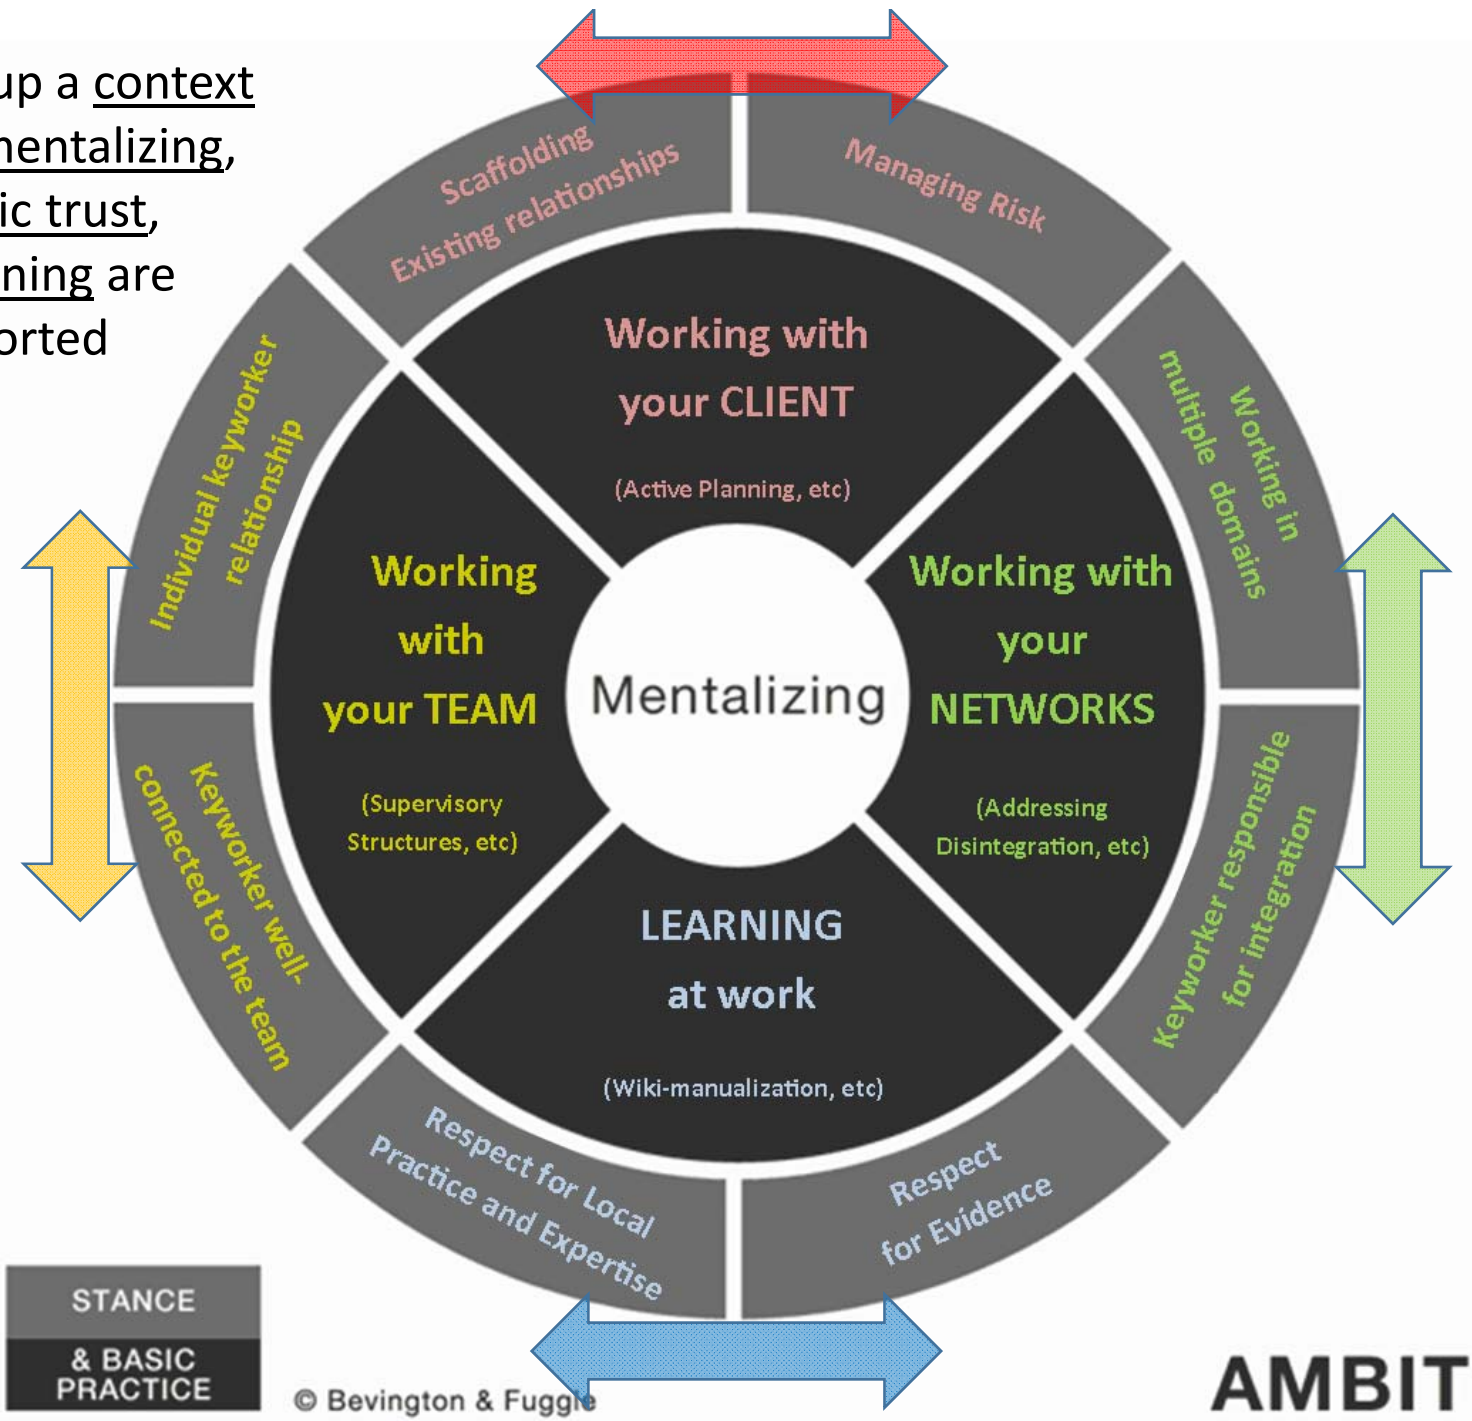 up a context
mentalizing,
ic trust,
ning are
orted
Scaffolding
Existing relationships
Managing Risk
Individual keyworker
relationship
Working in
multiple domains
Working with
your CLIENT
(Active Planning, etc)
Working
with
your TEAM
(Supervisory
Structures, etc)
Mentalizing
Working with
your
NETWORKS
(Addressing
Disintegration, etc)
LEARNING
at work
(Wiki-manualization, etc)
Keyworker well-
connected to the team
Keyworker responsible
for integration
Respect for Local
Practice and Expertise
Respect
for Evidence
STANCE
& BASIC
PRACTICE
© Bevington & Fuggle
AMBIT